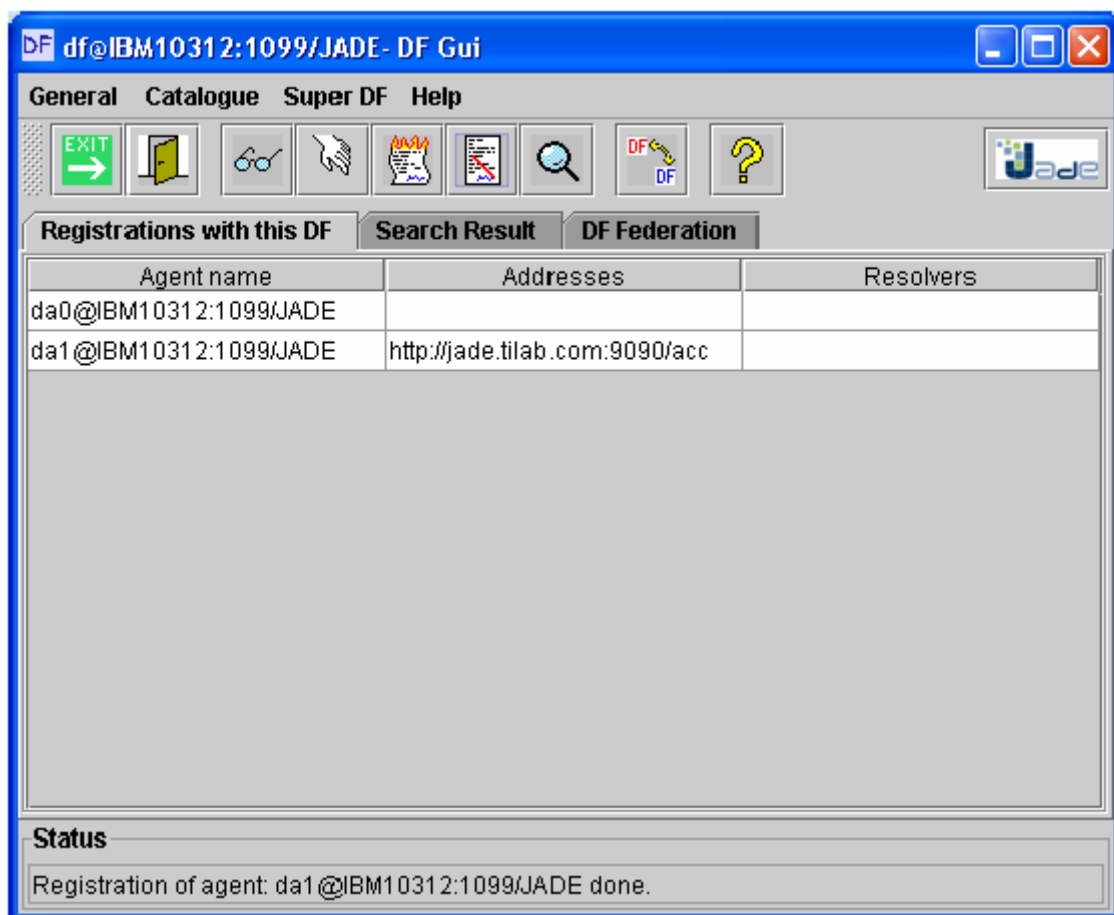 DF df@IBM10312:1099/JADE- DF Gui
General Catalogue Super DF Help
EXIT DF DF Jade
Registrations with this DF Search Result DF Federation
Agent name Addresses Resolvers
da0@IBM10312:1099/JADE
da1@IBM10312:1099/JADE http://jade.tilab.com:9090/acc
Status
Registration of agent: da1@IBM10312:1099/JADE done.